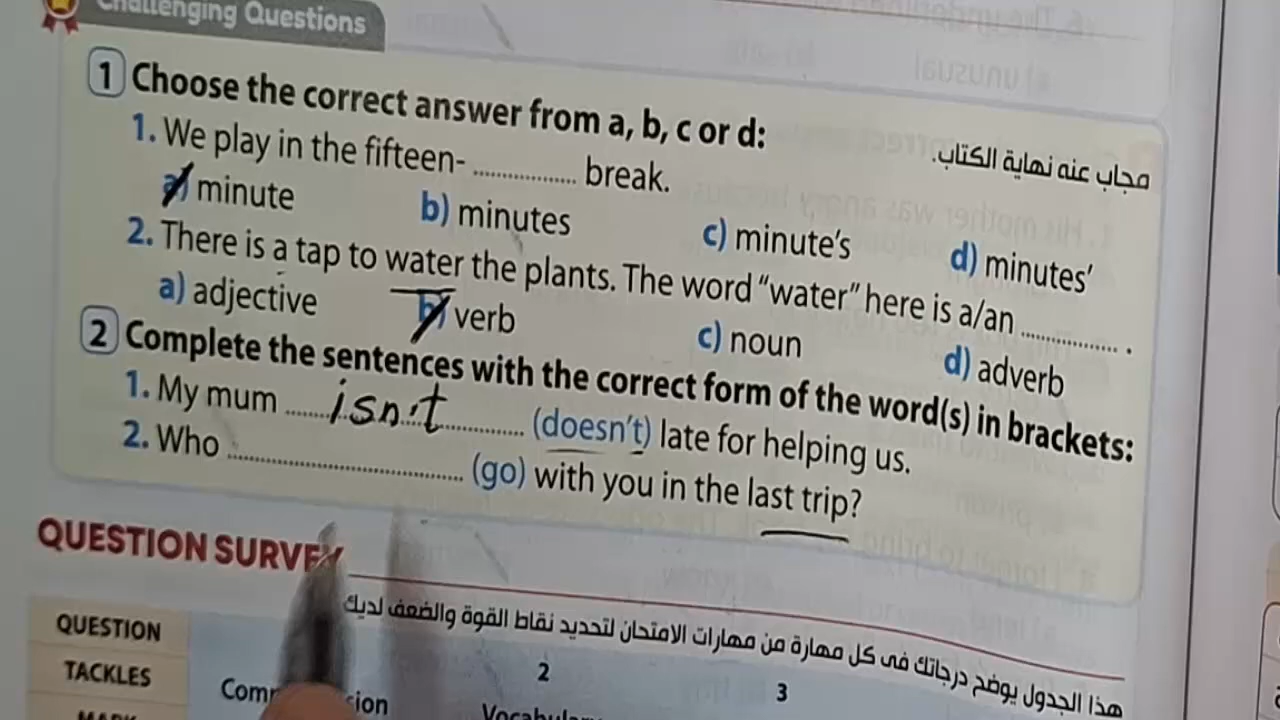 Challenging Questions
1 Choose the correct answer from a, b, c or d:
مجاب عنه نهاية الكتاب.
1. We play in the fifteen- .................. break.
a) minute b) minutes c) minute's d) minutes'
2. There is a tap to water the plants. The word “water” here is a/an .................. .
a) adjective b) verb c) noun d) adverb
2 Complete the sentences with the correct form of the word(s) in brackets:
1. My mum ....... isn't .............. (doesn't) late for helping us.
2. Who ........................................ (go) with you in the last trip?
QUESTION SURVEY
هذا الجدول يوضح درجاتك فى كل مهارة من مهارات الامتحان لتحديد نقاط القوة والضعف لديك
QUESTION
2 3
TACKLES